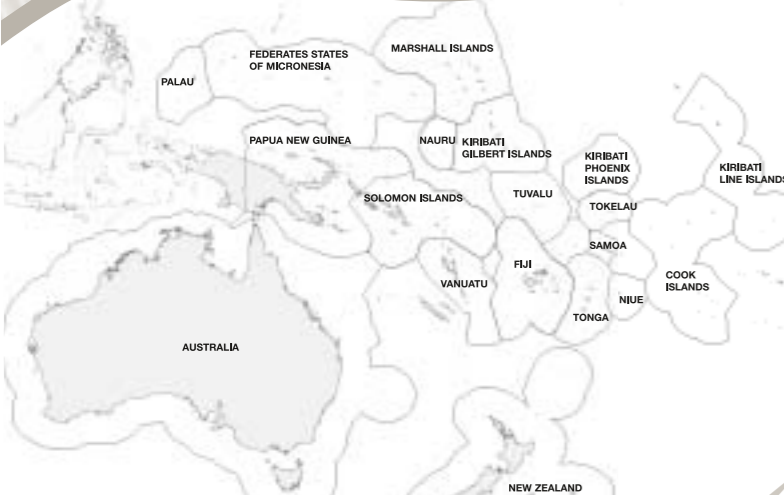 MARSHALL ISLANDS
FEDERATES STATES
OF MICRONESIA
PALAU
PAPUA NEW GUINEA
NAURU
KIRIBATI
GILBERT ISLANDS
KIRIBATI
PHOENIX
ISLANDS
KIRIBATI
LINE ISLANDS
SOLOMON ISLANDS
TUVALU
TOKELAU
SAMOA
VANUATU
FIJI
COOK
ISLANDS
NIUE
TONGA
AUSTRALIA
NEW ZEALAND